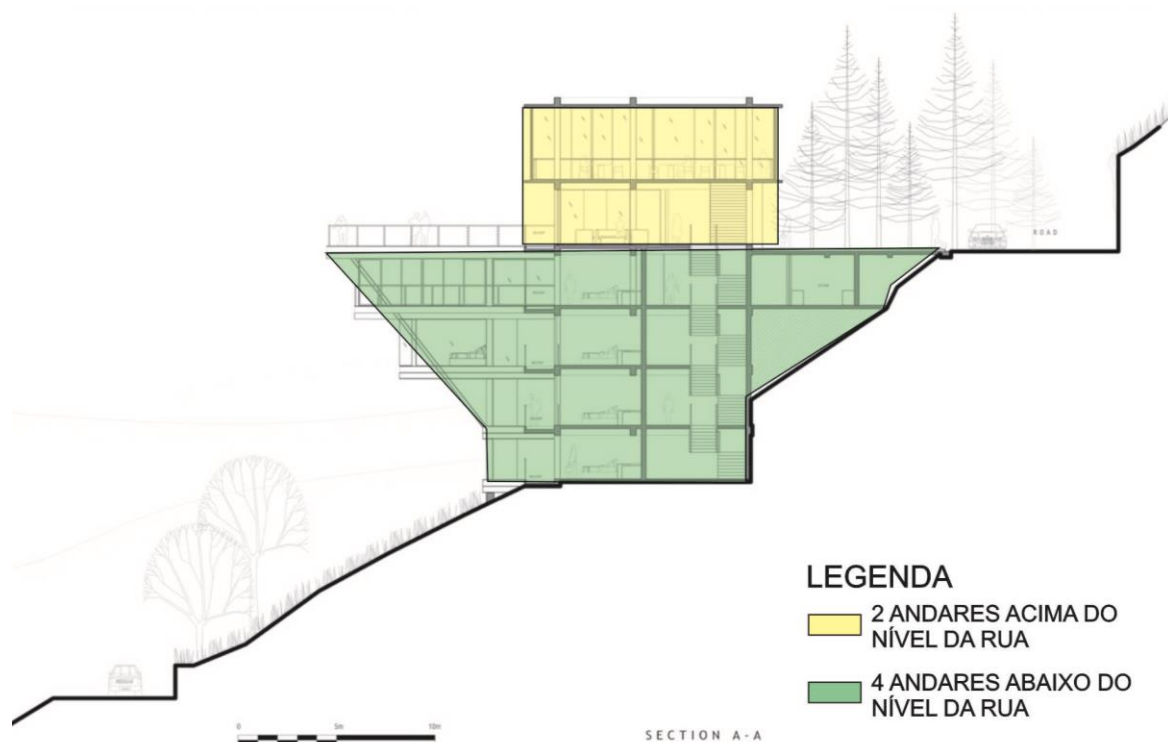 ROAD
LEGENDA
2 ANDARES ACIMA DO
NÍVEL DA RUA
4 ANDARES ABAIXO DO
NÍVEL DA RUA
0 5m 10m
SECTION A-A